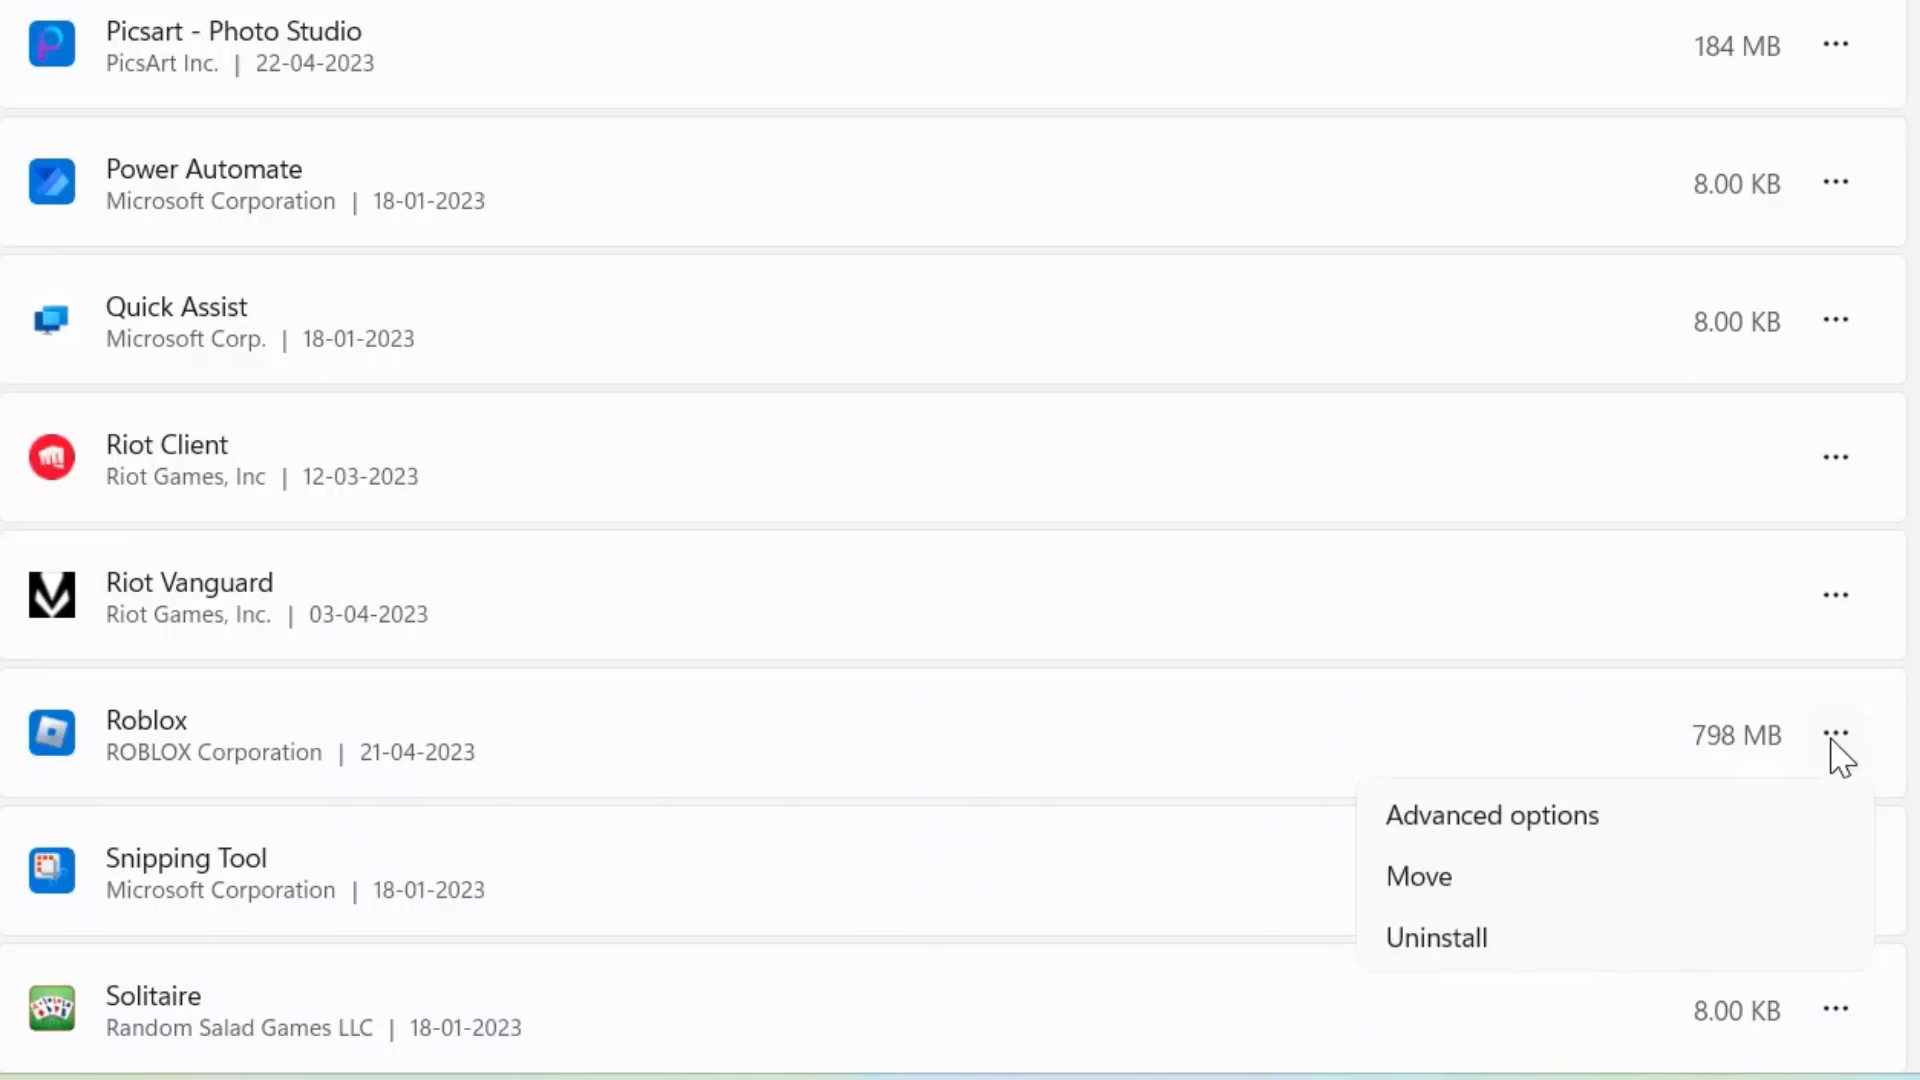 Picsart - Photo Studio
PicsArt Inc. | 22-04-2023
184 MB
Power Automate
Microsoft Corporation | 18-01-2023
8.00 KB
Quick Assist
Microsoft Corp. | 18-01-2023
8.00 KB
Riot Client
Riot Games, Inc | 12-03-2023
Riot Vanguard
Riot Games, Inc. | 03-04-2023
Roblox
ROBLOX Corporation | 21-04-2023
798 MB
Advanced options
Move
Uninstall
Snipping Tool
Microsoft Corporation | 18-01-2023
Solitaire
Random Salad Games LLC | 18-01-2023
8.00 KB